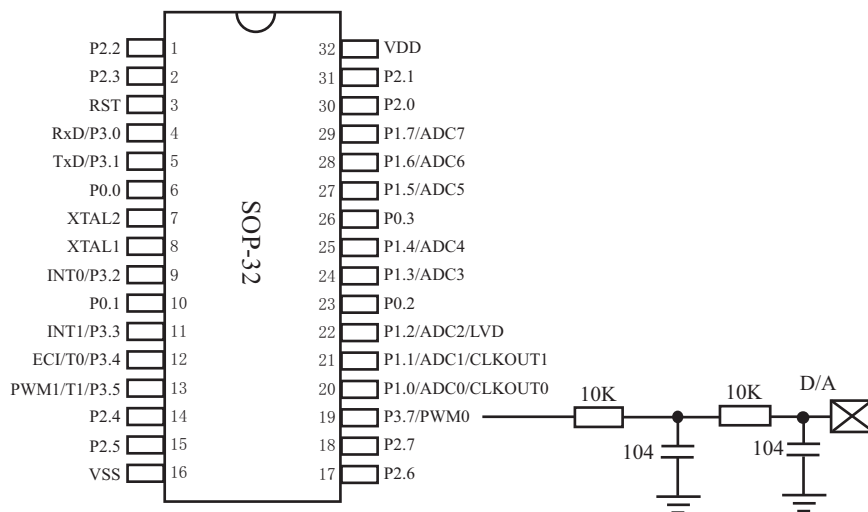 P2.2 1 32 VDD
P2.3 2 31 P2.1
RST 3 30 P2.0
RxD/P3.0 4 29 P1.7/ADC7
TxD/P3.1 5 28 P1.6/ADC6
P0.0 6 27 P1.5/ADC5
XTAL2 7 26 P0.3
XTAL1 8 25 P1.4/ADC4
INT0/P3.2 9 24 P1.3/ADC3
P0.1 10 23 P0.2
INT1/P3.3 11 22 P1.2/ADC2/LVD
ECI/T0/P3.4 12 21 P1.1/ADC1/CLKOUT1
PWM1/T1/P3.5 13 20 P1.0/ADC0/CLKOUT0
P2.4 14 19 P3.7/PWM0
P2.5 15 18 P2.7
VSS 16 17 P2.6
SOP-32
10K 10K D/A
104 104